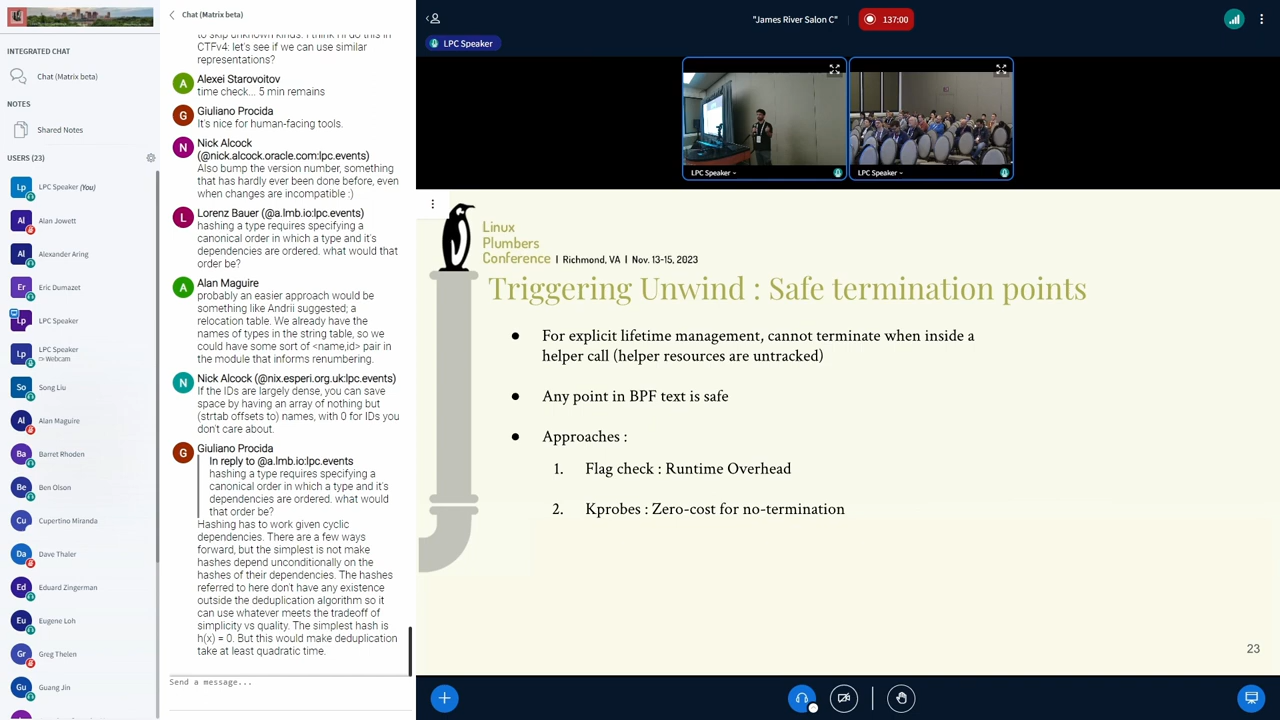 INTEGRATED CHAT
Chat (Matrix beta)
NOTES
Shared Notes
USERS (23)
Lp LPC Speaker (You)
Al Alan Jowett
Al Alexander Aring
Er Eric Dumazet
Lp LPC Speaker
Lp LPC Speaker
Webcam
So Song Liu
Al Alan Maguire
Ba Barret Rhoden
Be Ben Olson
Cu Cupertino Miranda
Da Dave Thaler
Ed Eduard Zingerman
Eu Eugene Loh
Gr Greg Thelen
Gu Guang Jin
Chat (Matrix beta)
to skip unknown kinds. I think I'll do this in
CTFv4: let's see if we can use similar
representations?
A Alexei Starovoitov
time check... 5 min remains
G Giuliano Procida
It's nice for human-facing tools.
N Nick Alcock
(@nick.alcock.oracle.com:lpc.events)
Also bump the version number, something
that has hardly ever been done before, even
when changes are incompatible :)
L Lorenz Bauer (@a.lmb.io:lpc.events)
hashing a type requires specifying a
canonical order in which a type and it's
dependencies are ordered. what would that
order be?
A Alan Maguire
probably an easier approach would be
something like Andrii suggested; a
relocation table. We already have the
names of types in the string table, so we
could have some sort of <name,id> pair in
the module that informs renumbering.
N Nick Alcock (@nix.esperi.org.uk:lpc.events)
If the IDs are largely dense, you can save
space by having an array of nothing but
(strtab offsets to) names, with 0 for IDs you
don't care about.
G Giuliano Procida
In reply to @a.lmb.io:lpc.events
hashing a type requires specifying a
canonical order in which a type and it's
dependencies are ordered. what would
that order be?
Hashing has to work given cyclic
dependencies. There are a few ways
forward, but the simplest is not make
hashes depend unconditionally on the
hashes of their dependencies. The hashes
referred to here don't have any existence
outside the deduplication algorithm so it
can use whatever meets the tradeoff of
simplicity vs quality. The simplest hash is
h(x) = 0. But this would make deduplication
take at least quadratic time.
Send a message...
"James River Salon C"
137:00
LPC Speaker
LPC Speaker
LPC Speaker
Linux
Plumbers
Conference | Richmond, VA | Nov. 13-15, 2023
Triggering Unwind : Safe termination points
● For explicit lifetime management, cannot terminate when inside a
helper call (helper resources are untracked)
● Any point in BPF text is safe
● Approaches :
1. Flag check : Runtime Overhead
2. Kprobes : Zero-cost for no-termination
23